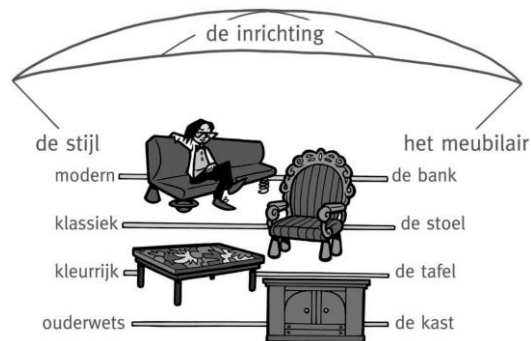 de inrichting
de stijl
het meubilair
modern
de bank
klassiek
de stoel
kleurrijk
de tafel
ouderwets
de kast